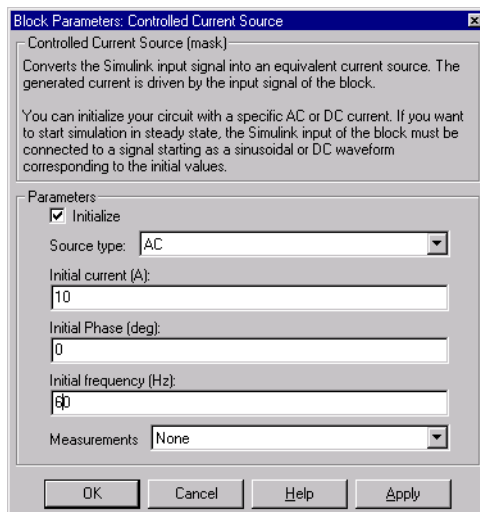 Block Parameters: Controlled Current Source
Controlled Current Source (mask)
Converts the Simulink input signal into an equivalent current source. The
generated current is driven by the input signal of the block.
You can initialize your circuit with a specific AC or DC current. If you want
to start simulation in steady state, the Simulink input of the block must be
connected to a signal starting as a sinusoidal or DC waveform
corresponding to the initial values.
Parameters
Initialize
Source type: AC
Initial current (A):
10
Initial Phase (deg):
0
Initial frequency (Hz):
60
Measurements None
OK Cancel Help Apply